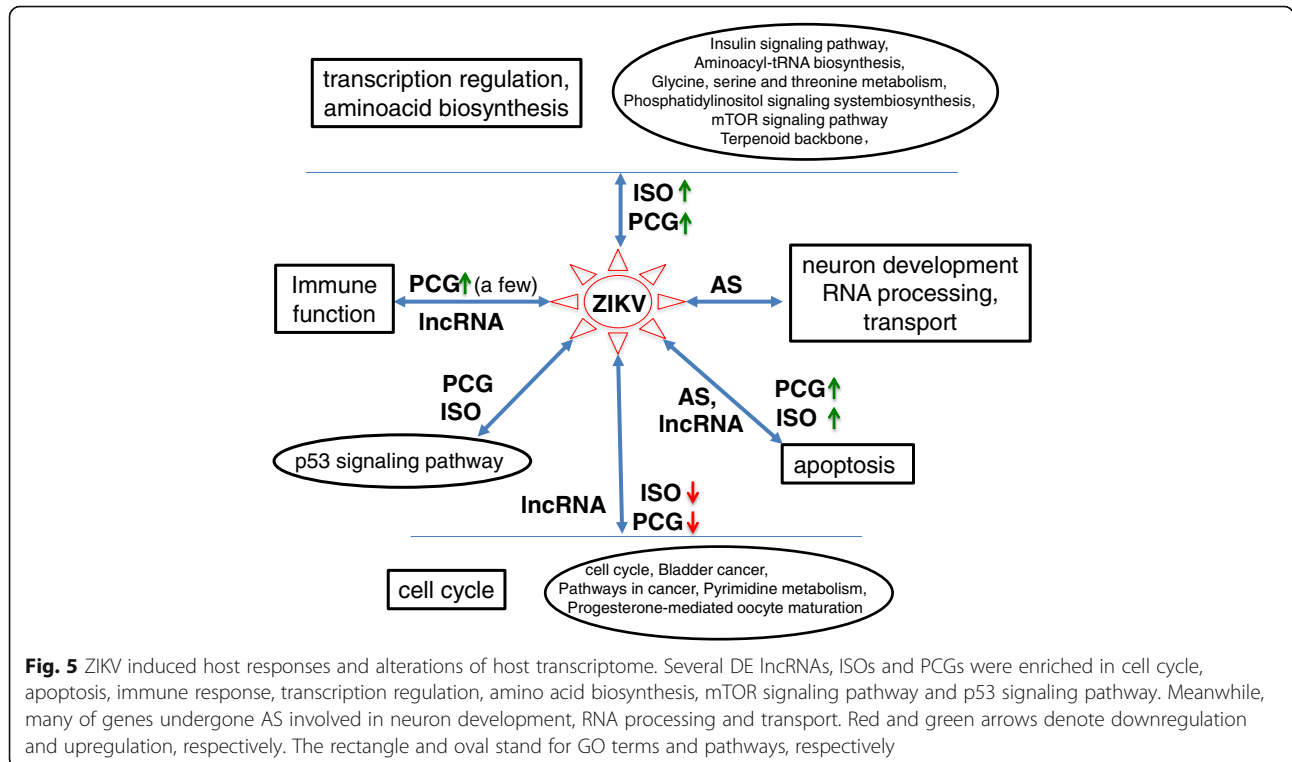 transcription regulation,
aminoacid biosynthesis
Insulin signaling pathway,
Aminoacyl-tRNA biosynthesis,
Glycine, serine and threonine metabolism,
Phosphatidylinositol signaling systembiosynthesis,
mTOR signaling pathway
Terpenoid backbone,
ISO
PCG
Immune
function
PCG (a few)
lncRNA
ZIKV
AS
neuron development
RNA processing,
transport
PCG
ISO
p53 signaling pathway
AS,
lncRNA
PCG
ISO
apoptosis
lncRNA
ISO
PCG
cell cycle
cell cycle, Bladder cancer,
Pathways in cancer, Pyrimidine metabolism,
Progesterone-mediated oocyte maturation
Fig. 5 ZIKV induced host responses and alterations of host transcriptome. Several DE lncRNAs, ISOs and PCGs were enriched in cell cycle,
apoptosis, immune response, transcription regulation, amino acid biosynthesis, mTOR signaling pathway and p53 signaling pathway. Meanwhile,
many of genes undergone AS involved in neuron development, RNA processing and transport. Red and green arrows denote downregulation
and upregulation, respectively. The rectangle and oval stand for GO terms and pathways, respectively